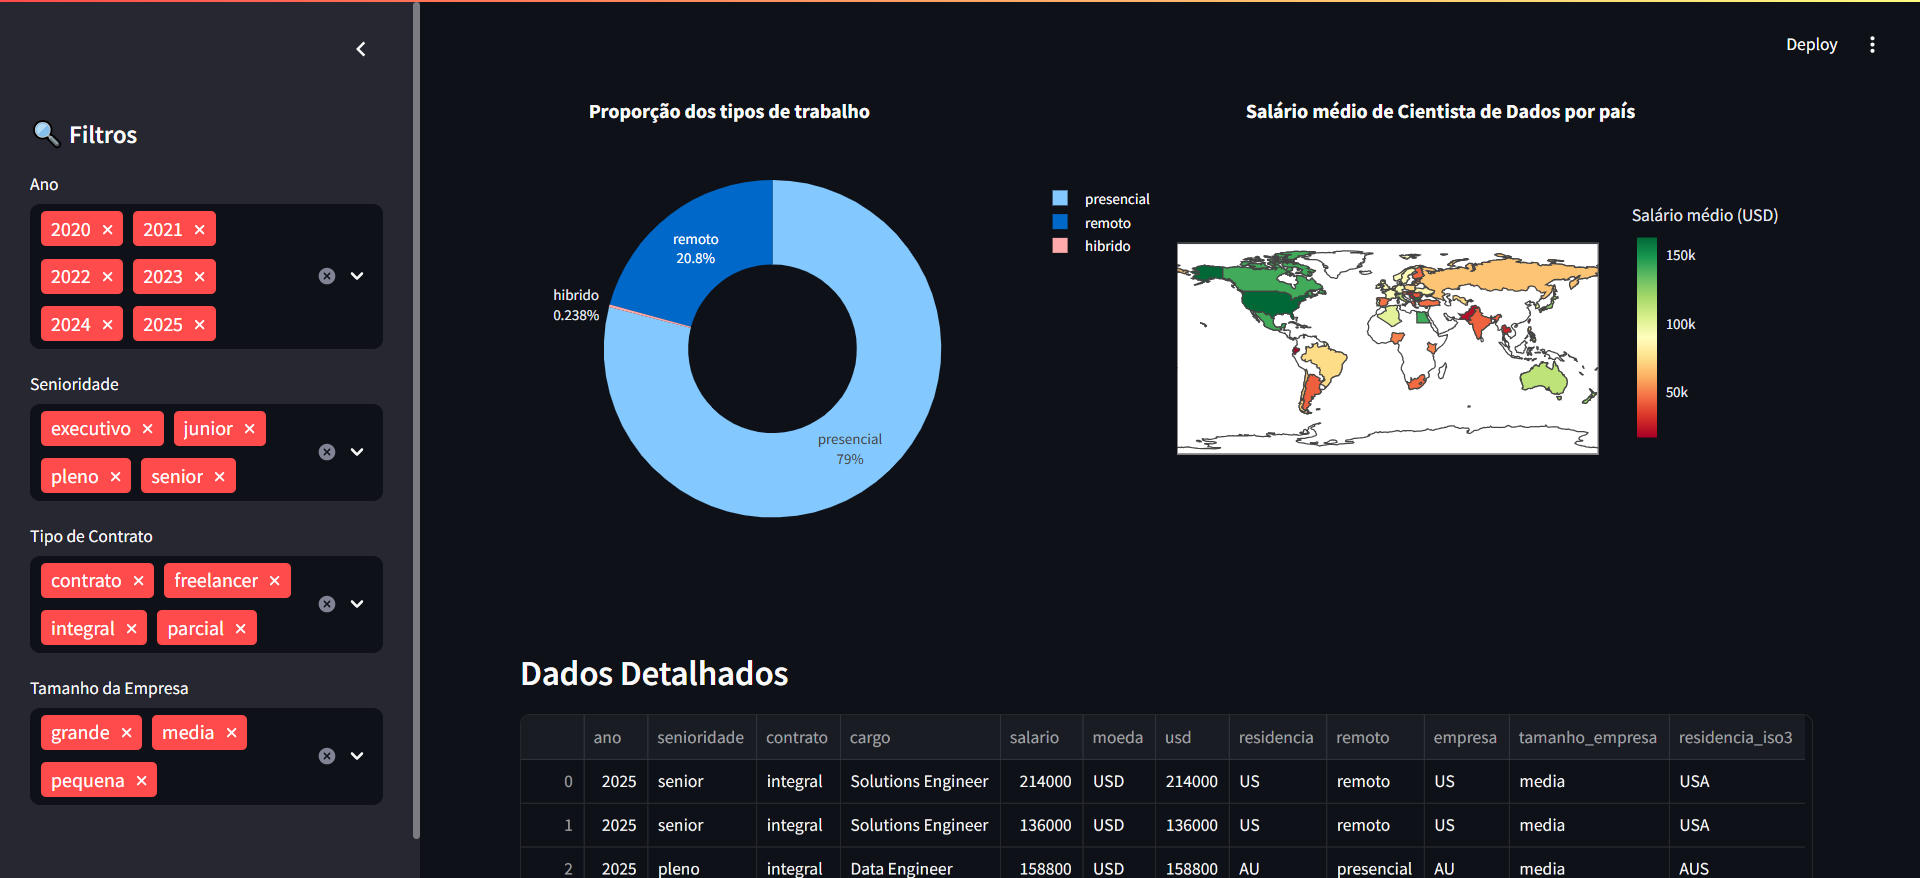 Deploy
🔍 Filtros
Ano
2020 × 2021 ×
2022 × 2023 ×
2024 × 2025 ×
Senioridade
executivo × junior ×
pleno × senior ×
Tipo de Contrato
contrato × freelancer ×
integral × parcial ×
Tamanho da Empresa
grande × media ×
pequena ×
Proporção dos tipos de trabalho
presencial
remoto
hibrido
remoto
20.8%
hibrido
0.238%
presencial
79%
Salário médio de Cientista de Dados por país
Salário médio (USD)
150k
100k
50k
Dados Detalhados
ano senioridade contrato cargo salario moeda usd residencia remoto empresa tamanho_empresa residencia_iso3
0 2025 senior integral Solutions Engineer 214000 USD 214000 US remoto US media USA
1 2025 senior integral Solutions Engineer 136000 USD 136000 US remoto US media USA
2 2025 pleno integral Data Engineer 158800 USD 158800 AU presencial AU media AUS